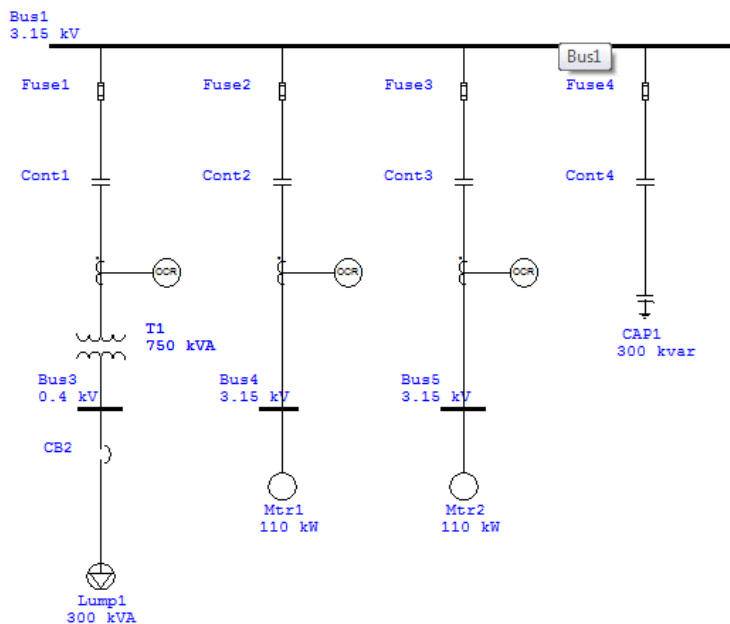 Bus1
3.15 kV
Bus1
Fuse1
Fuse2
Fuse3
Fuse4
Cont1
Cont2
Cont3
Cont4
OCR
OCR
OCR
T1
750 kVA
CAP1
300 kvar
Bus3
0.4 kV
Bus4
3.15 kV
Bus5
3.15 kV
CB2
Mtr1
110 kW
Mtr2
110 kW
Lump1
300 kVA